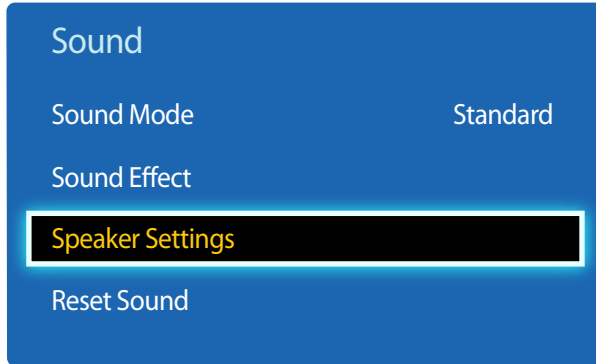 Sound
Sound Mode Standard
Sound Effect
Speaker Settings
Reset Sound